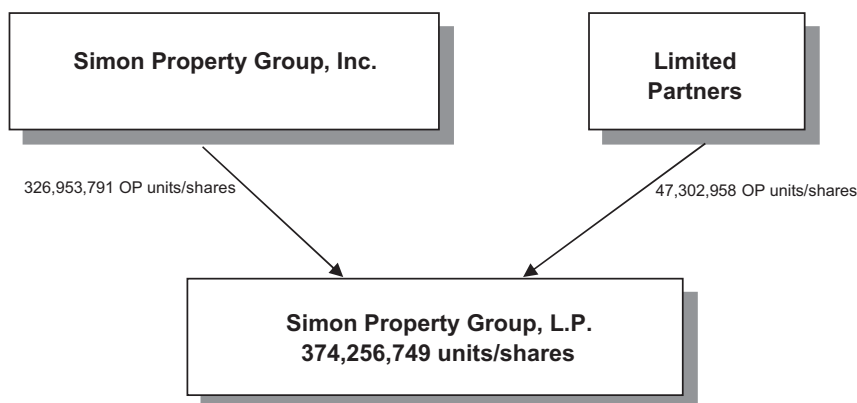 Simon Property Group, Inc.
Limited
Partners
326,953,791 OP units/shares
47,302,958 OP units/shares
Simon Property Group, L.P.
374,256,749 units/shares